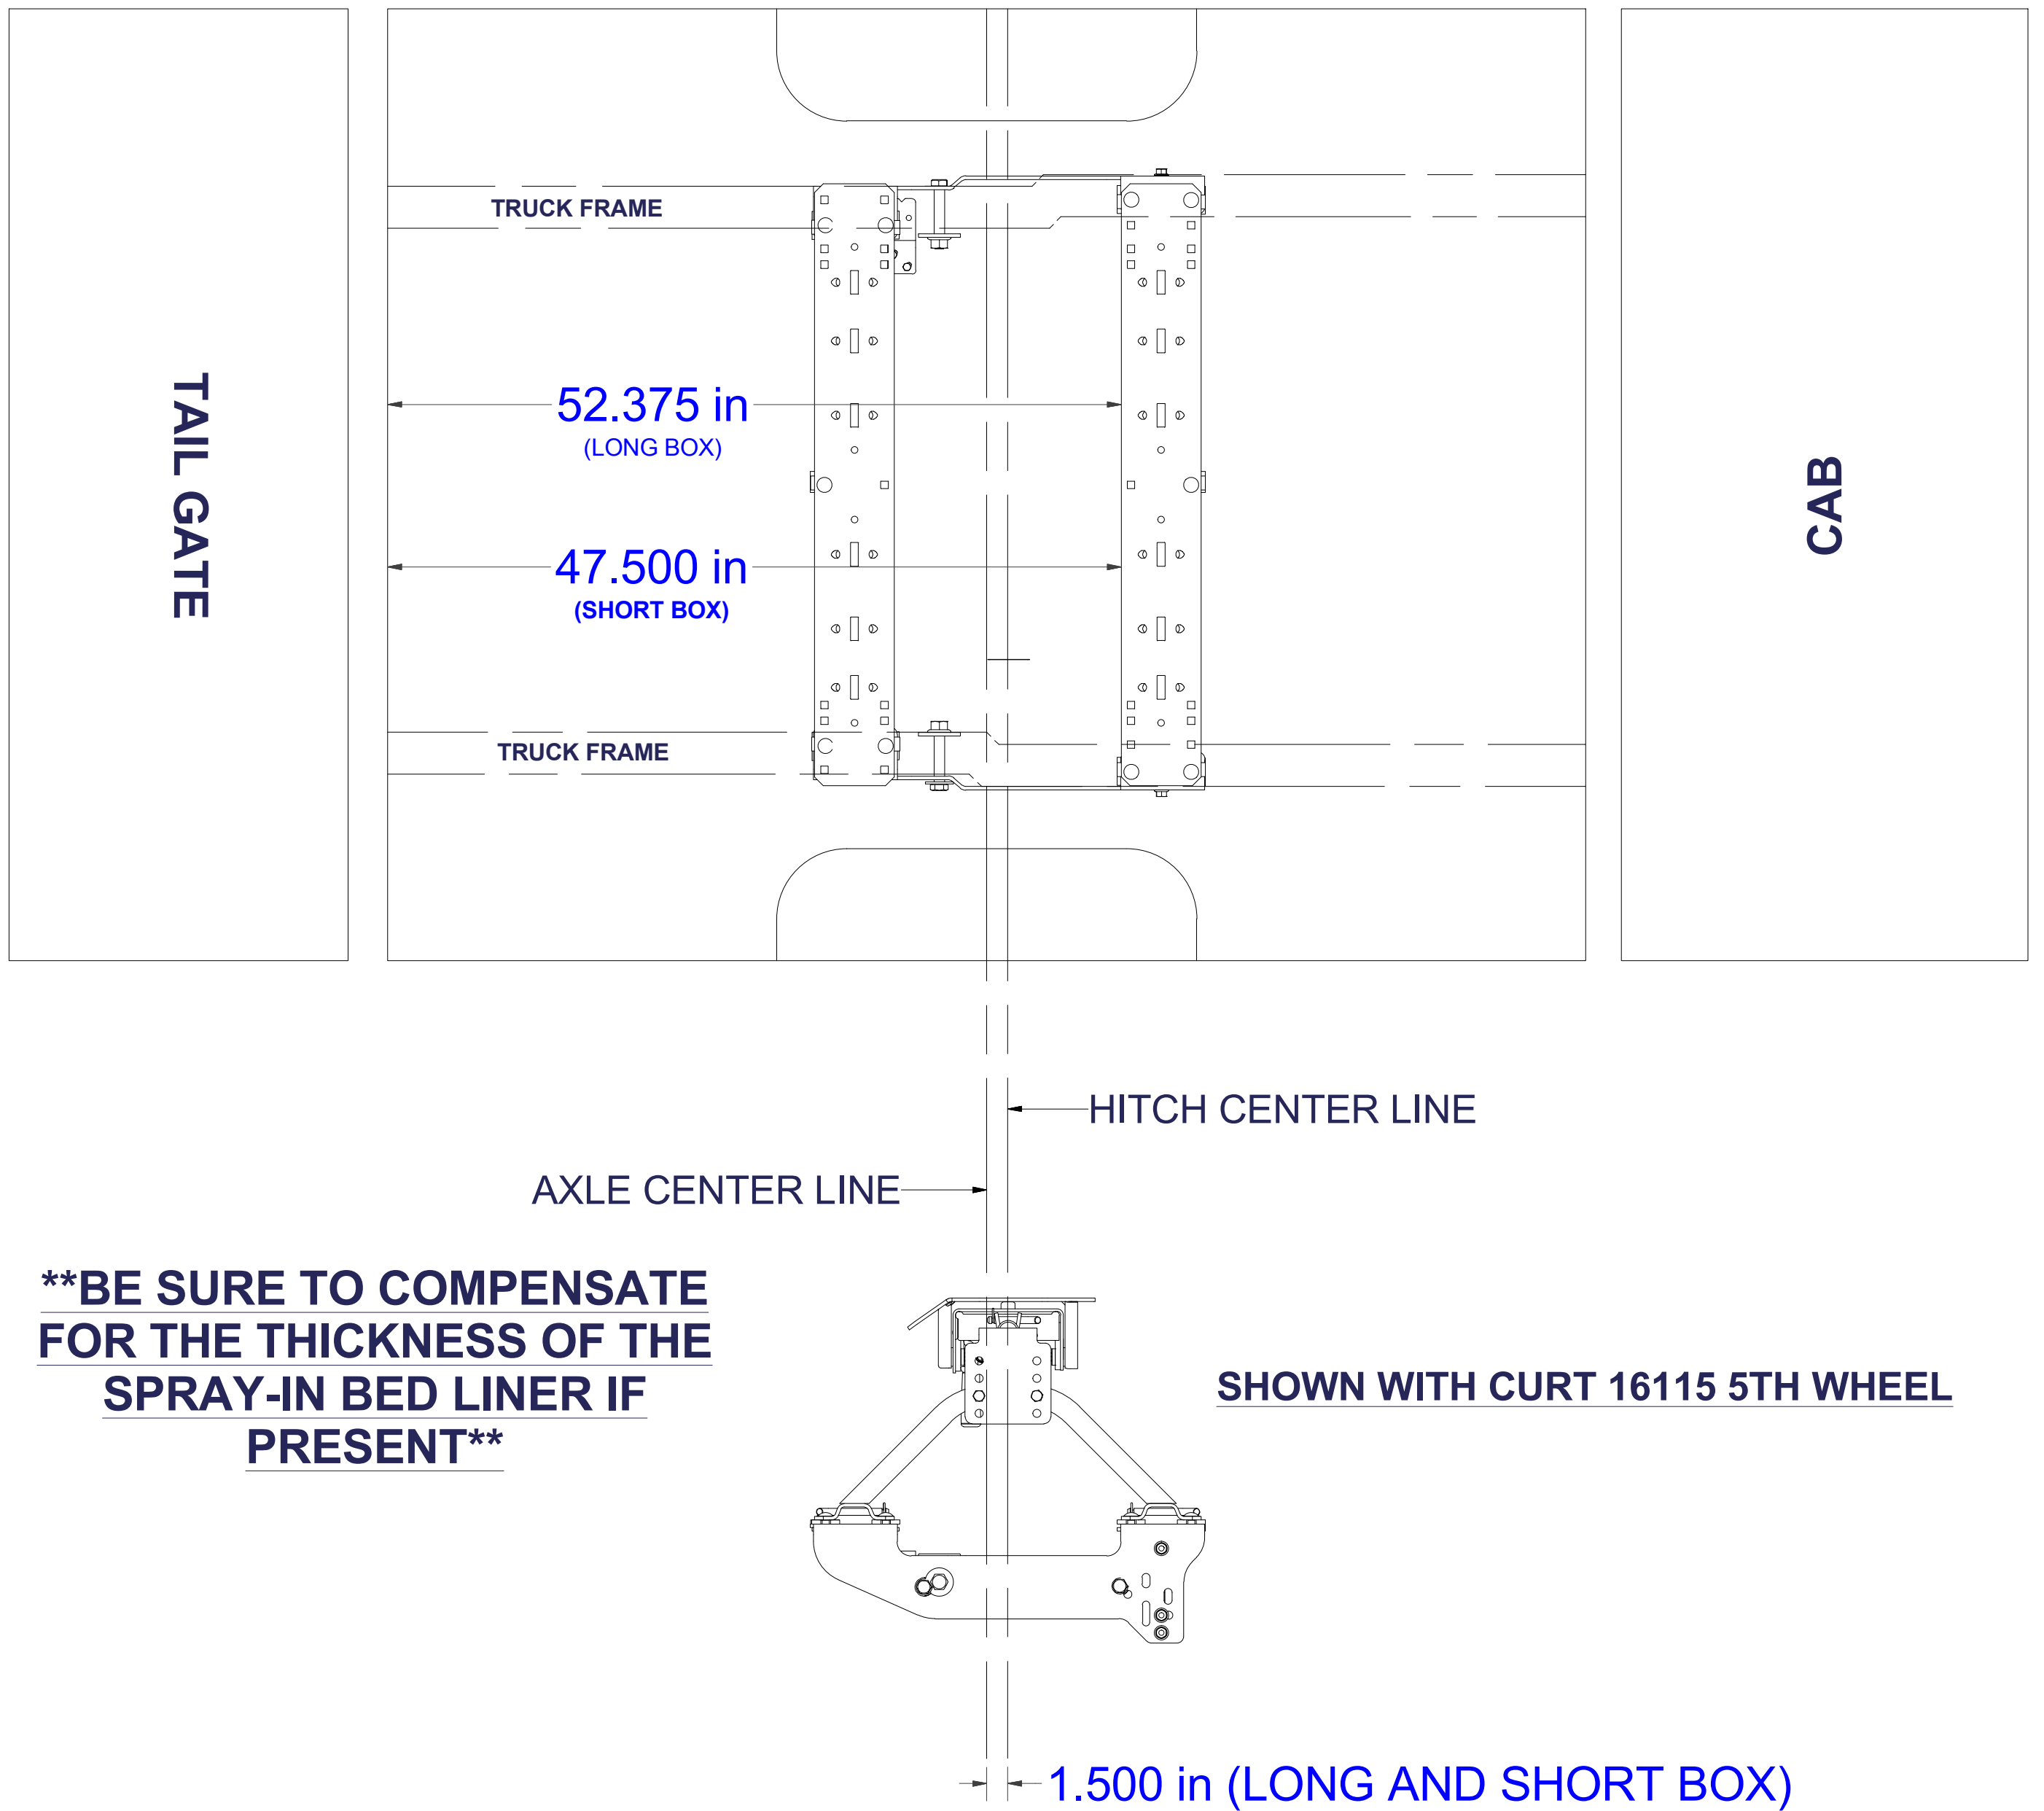 TRUCK FRAME
52.375 in
(LONG BOX)
TAIL GATE
CAB
47.500 in
(SHORT BOX)
TRUCK FRAME
HITCH CENTER LINE
AXLE CENTER LINE
**BE SURE TO COMPENSATE
FOR THE THICKNESS OF THE
SPRAY-IN BED LINER IF
PRESENT**
SHOWN WITH CURT 16115 5TH WHEEL
1.500 in (LONG AND SHORT BOX)